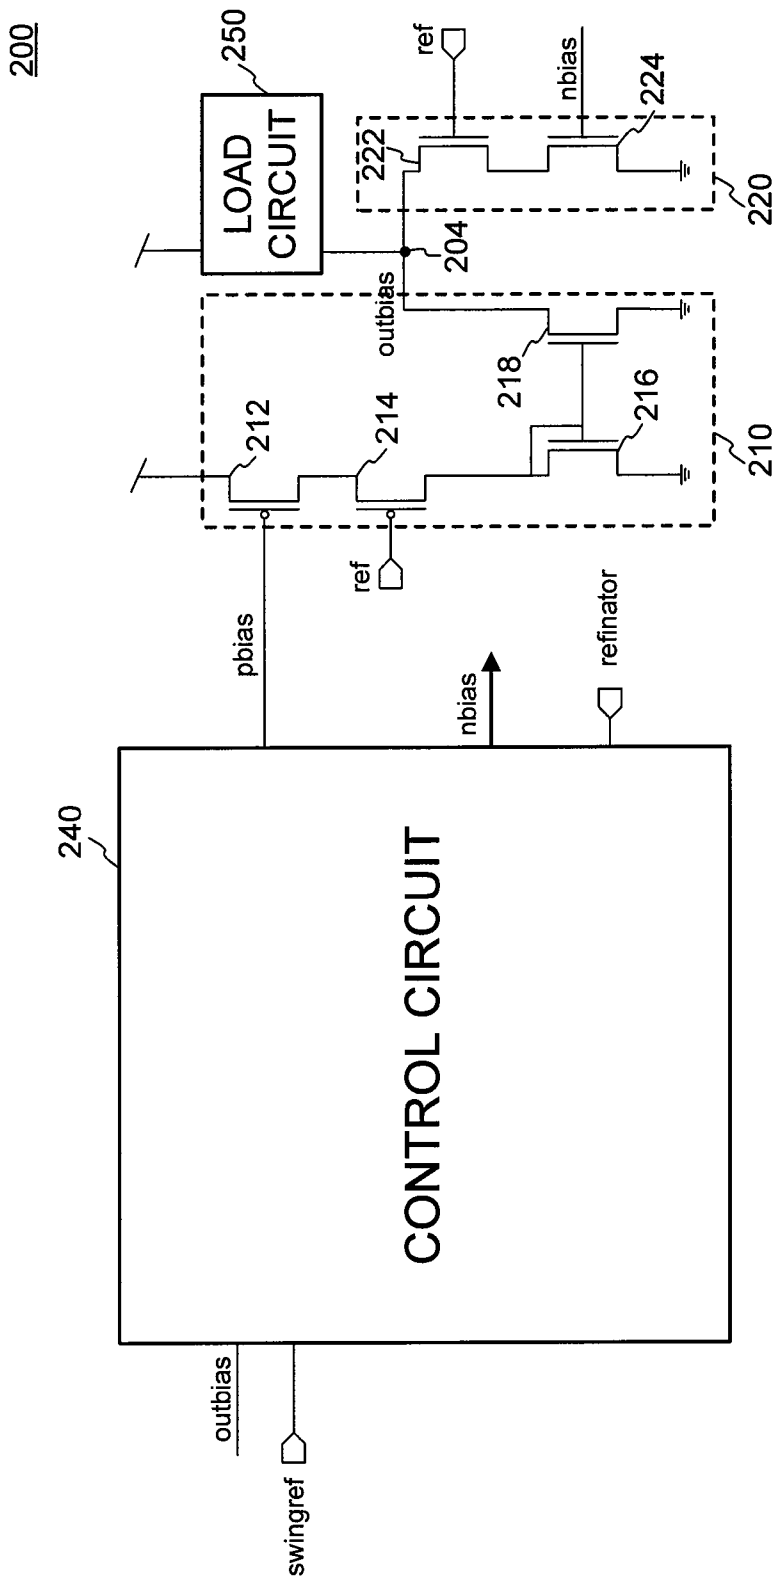 200
LOAD
CIRCUIT
250
ref
nbias
222
224
220
204
outbias
218
216
210
212
214
ref
pbias
nbias
refinator
240
CONTROL CIRCUIT
outbias
swingref